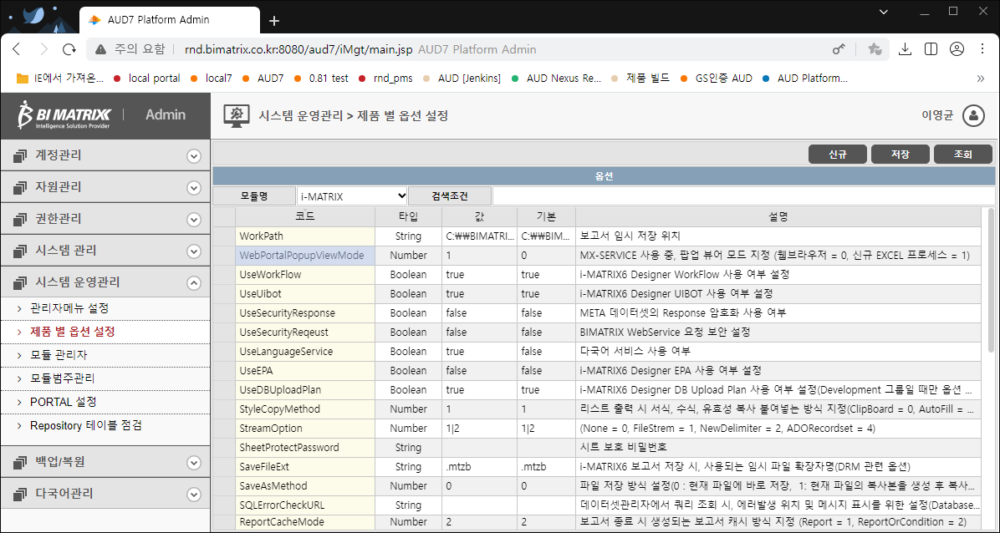 AUD7 Platform Admin
주의 요함 rnd.bimatrix.co.kr:8080/aud7/iMgt/main.jsp AUD7 Platform Admin
IE에서 가져온... local portal local7 AUD7 0.81 test rnd_pms AUD [Jenkins] AUD Nexus Re... 제품 빌드 GS인증 AUD AUD Platform...
BI MATRIX Admin
Intelligence Solution Provider
시스템 운영관리 > 제품 별 옵션 설정
이영균
계정관리
자원관리
권한관리
시스템 관리
시스템 운영관리
관리자메뉴 설정
제품 별 옵션 설정
모듈 관리자
모듈범주관리
PORTAL 설정
Repository 테이블 점검
백업/복원
다국어관리
신규 저장 조회
옵션
모듈명 i-MATRIX 검색조건
코드 타입 값 기본 설명
WorkPath String C:₩₩BIMATRI... C:₩₩BIM... 보고서 임시 저장 위치
WebPortalPopupViewMode Number 1 0 MX-SERVICE 사용 중, 팝업 뷰어 모드 지정 (웹브라우저 = 0, 신규 EXCEL 프로세스 = 1)
UseWorkFlow Boolean true true i-MATRIX6 Designer WorkFlow 사용 여부 설정
UseUibot Boolean true true i-MATRIX6 Designer UIBOT 사용 여부 설정
UseSecurityResponse Boolean false false META 데이터셋의 Response 암호화 사용 여부
UseSecurityReqeust Boolean false false BIMATRIX WebService 요청 보안 설정
UseLanguageService Boolean true false 다국어 서비스 사용 여부
UseEPA Boolean false false i-MATRIX6 Designer EPA 사용 여부 설정
UseDBUploadPlan Boolean true true i-MATRIX6 Designer DB Upload Plan 사용 여부 설정(Development 그룹일 때만 옵션 ...
StyleCopyMethod Number 1 1 리스트 출력 시 서식, 수식, 유효성 복사 붙여넣는 방식 지정(ClipBoard = 0, AutoFill = ...
StreamOption Number 1|2 1|2 (None = 0, FileStrem = 1, NewDelimiter = 2, ADORecordset = 4)
SheetProtectPassword String 시트 보호 비밀번호
SaveFileExt String .mtzb .mtzb i-MATRIX6 보고서 저장 시, 사용되는 임시 파일 확장자명(DRM 관련 옵션)
SaveAsMethod Number 0 0 파일 저장 방식 설정(0 : 현재 파일에 바로 저장, 1: 현재 파일의 복사본을 생성 후 복사...
SQLErrorCheckURL String 데이터셋관리자에서 쿼리 조회 시, 에러발생 위치 및 메시지 표시를 위한 설정(Database...
ReportCacheMode Number 2 2 보고서 종료 시 생성되는 보고서 캐시 방식 지정 (Report = 1, ReportOrCondition = 2)